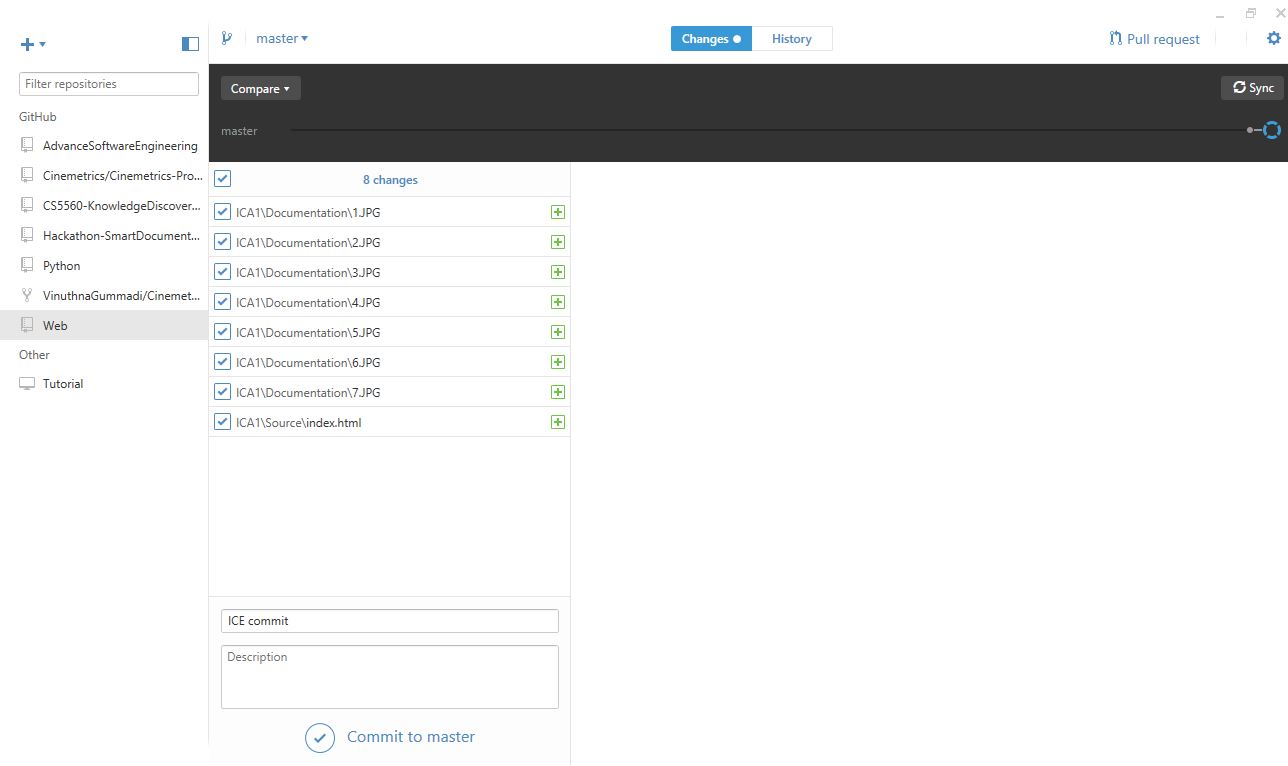 master
Changes
History
Pull request
Filter repositories
GitHub
AdvanceSoftwareEngineering
Cinemetrics/Cinemetrics-Pro...
CS5560-KnowledgeDiscover...
Hackathon-SmartDocument...
Python
VinuthnaGummadi/Cinemet...
Web
Other
Tutorial
Compare
Sync
master
8 changes
ICA1\Documentation\1.JPG
ICA1\Documentation\2.JPG
ICA1\Documentation\3.JPG
ICA1\Documentation\4.JPG
ICA1\Documentation\5.JPG
ICA1\Documentation\6.JPG
ICA1\Documentation\7.JPG
ICA1\Source\index.html
ICE commit
Description
Commit to master